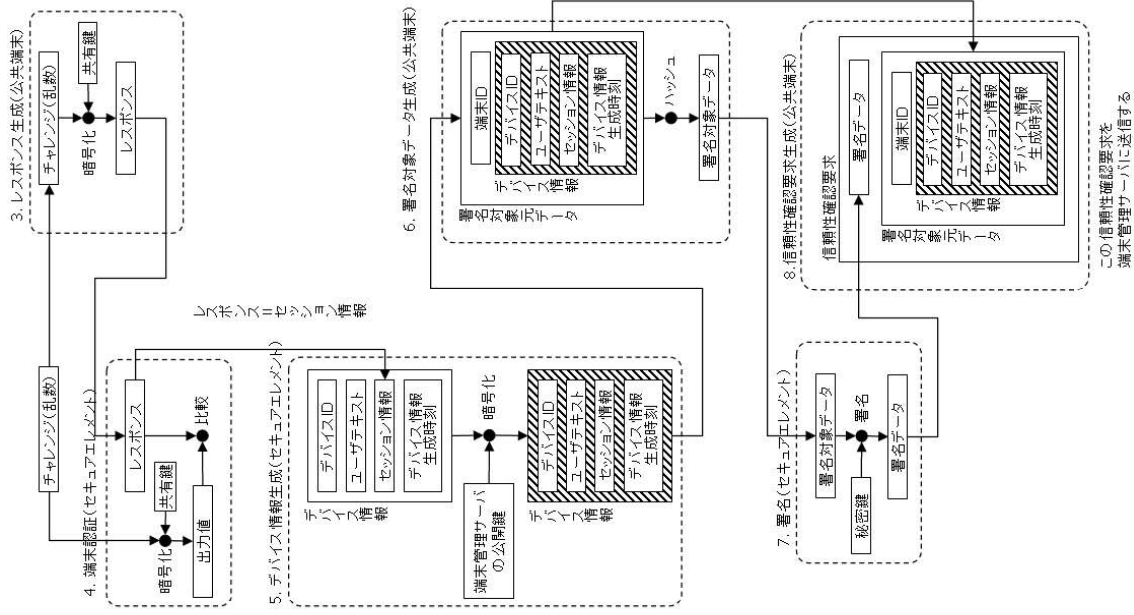 3. レスポンス生成(公共端末)
チャレンジ(乱数)
共有鍵
暗号化
レスポンス
チャレンジ(乱数)
4. 端末認証(セキュアエレメント)
レスポンス
共有鍵
暗号化
比較
出力値
レスポンス=セッション情報
5. デバイス情報生成(セキュアエレメント)
デバイスID
ユーザテキスト
セッション情報
デバイス情報
生成時刻
デバイス情報
端末管理サーバ
の公開鍵
暗号化
デバイスID
ユーザテキスト
セッション情報
デバイス情報
生成時刻
デバイス情報
6. 署名対象データ生成(公共端末)
端末ID
デバイスID
ユーザテキスト
セッション情報
デバイス情報
生成時刻
デバイス情報
署名対象元データ
ハッシュ
署名対象データ
7. 署名(セキュアエレメント)
署名対象データ
秘密鍵
署名
署名データ
8.信頼性確認要求生成(公共端末)
信頼性確認要求
署名データ
端末ID
デバイスID
ユーザテキスト
セッション情報
デバイス情報
生成時刻
デバイス情報
署名対象元データ
この信頼性確認要求を
端末管理サーバに送信する